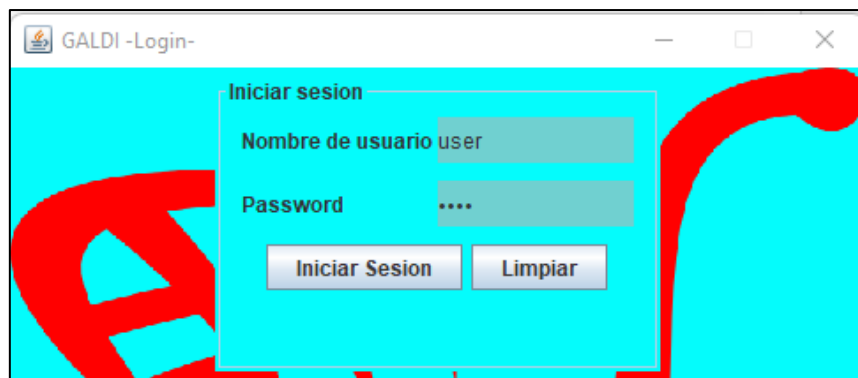 GALDI -Login-
Iniciar sesion
Nombre de usuario user
Password ••••
Iniciar Sesion Limpiar